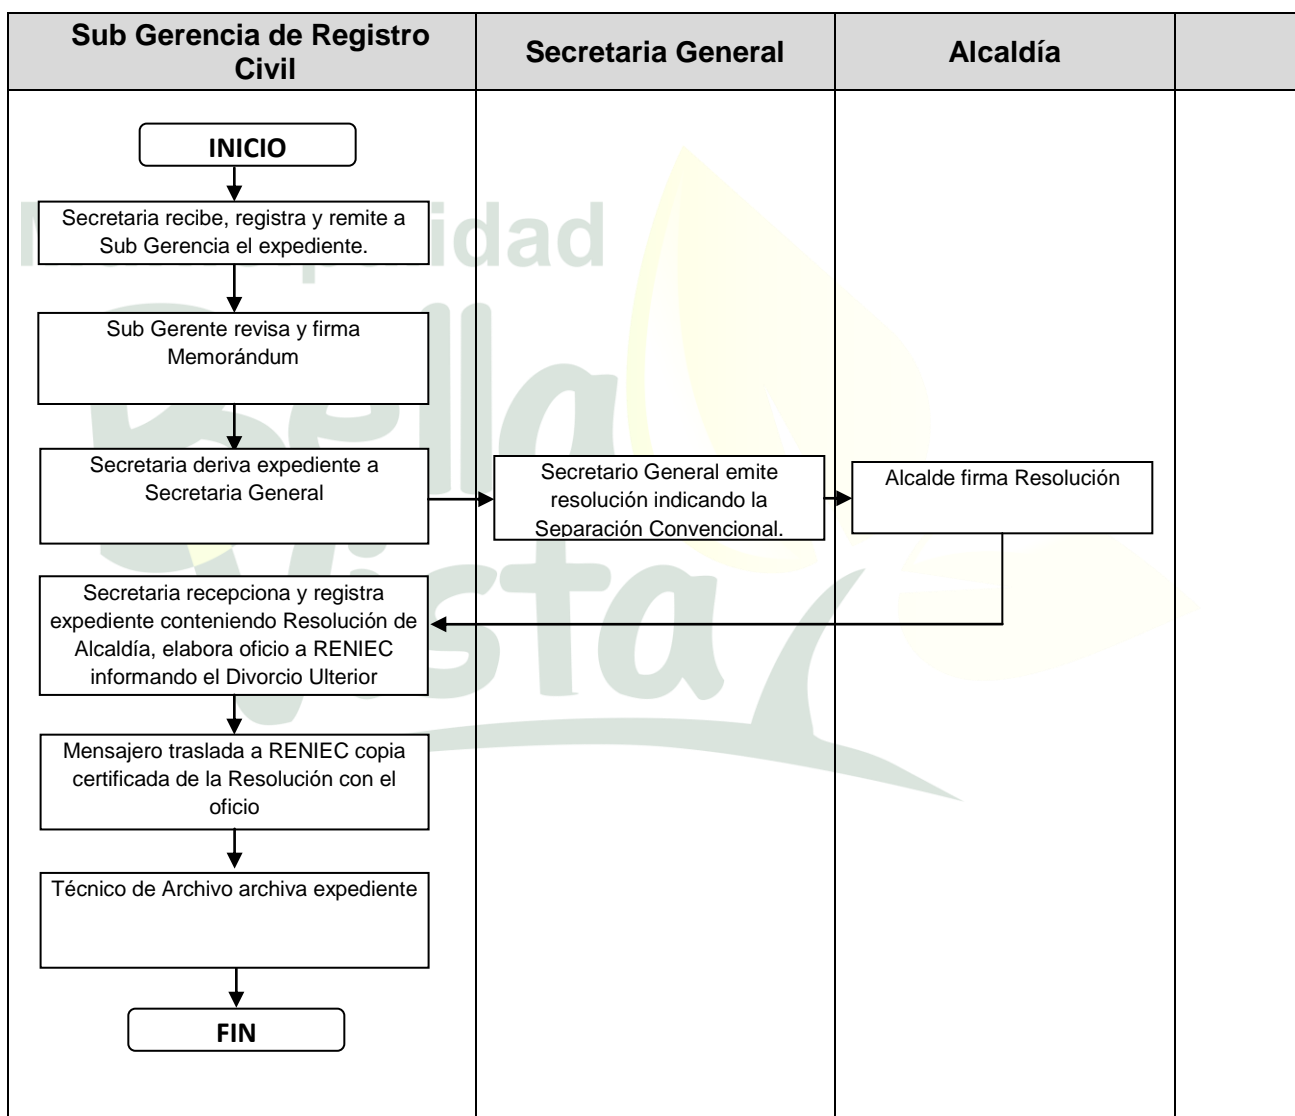 Sub Gerencia de Registro
Civil
Secretaria General
Alcaldía
INICIO
Secretaria recibe, registra y remite a
Sub Gerencia el expediente.
Sub Gerente revisa y firma
Memorándum
Secretaria deriva expediente a
Secretaria General
Secretario General emite
resolución indicando la
Separación Convencional.
Alcalde firma Resolución
Secretaria recepciona y registra
expediente conteniendo Resolución de
Alcaldía, elabora oficio a RENIEC
informando el Divorcio Ulterior
Mensajero traslada a RENIEC copia
certificada de la Resolución con el
oficio
Técnico de Archivo archiva expediente
FIN
Bella
Vista